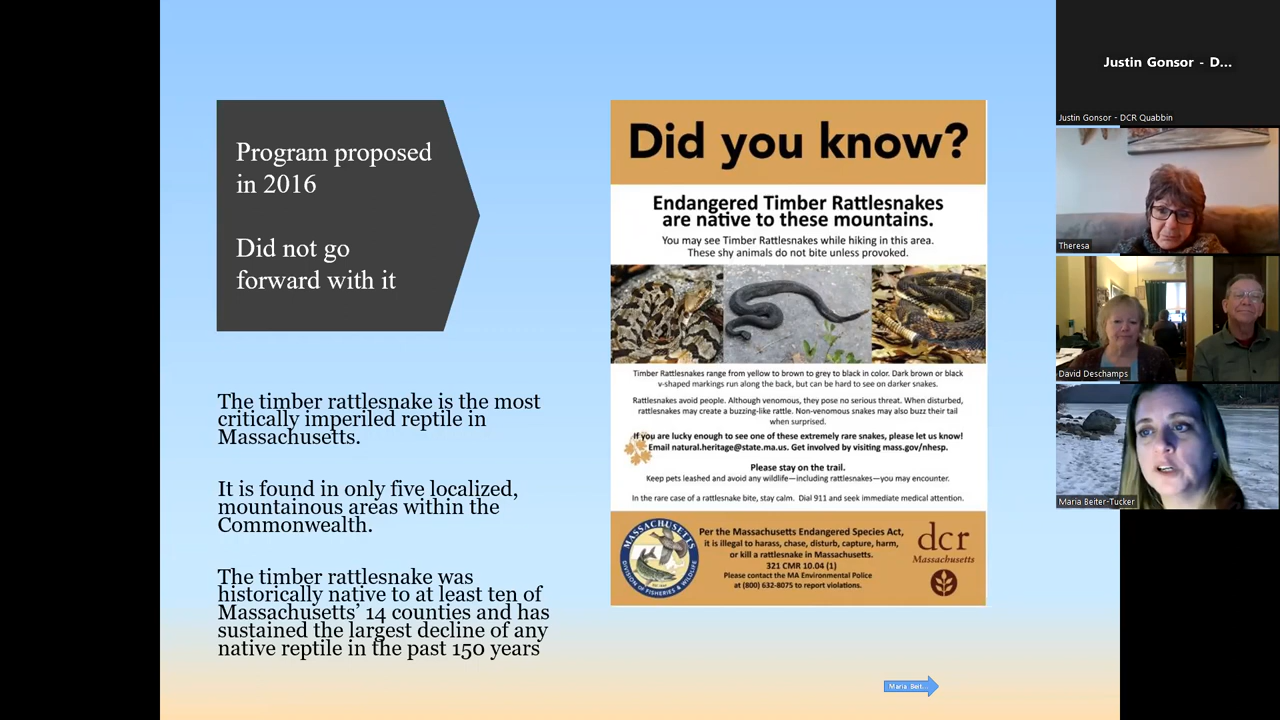 Program proposed
in 2016
Did not go
forward with it
The timber rattlesnake is the most
critically imperiled reptile in
Massachusetts.
It is found in only five localized,
mountainous areas within the
Commonwealth.
The timber rattlesnake was
historically native to at least ten of
Massachusetts’ 14 counties and has
sustained the largest decline of any
native reptile in the past 150 years
Did you know?
Endangered Timber Rattlesnakes
are native to these mountains.
You may see Timber Rattlesnakes while hiking in this area.
These shy animals do not bite unless provoked.
Timber Rattlesnakes range from yellow to brown to grey to black in color. Dark brown or black
v-shaped markings run along the back, but can be hard to see on darker snakes.
Rattlesnakes avoid people. Although venomous, they pose no serious threat. When disturbed,
rattlesnakes may create a buzzing-like rattle. Non-venomous snakes may also buzz their tail
when surprised.
If you are lucky enough to see one of these extremely rare snakes, please let us know!
Email natural.heritage@state.ma.us. Get involved by visiting mass.gov/nhesp.
Please stay on the trail.
Keep pets leashed and avoid any wildlife—including rattlesnakes—you may encounter.
In the rare case of a rattlesnake bite, stay calm. Dial 911 and seek immediate medical attention.
MASSACHUSETTS
DIVISION OF FISHERIES & WILDLIFE
Per the Massachusetts Endangered Species Act,
it is illegal to harass, chase, disturb, capture, harm,
or kill a rattlesnake in Massachusetts.
321 CMR 10.04 (1)
Please contact the MA Environmental Police
at (800) 632-8075 to report violations.
dcr
Massachusetts
Maria Beit...
Justin Gonsor - D...
Justin Gonsor - DCR Quabbin
Theresa
David Deschamps
Maria Beiter-Tucker